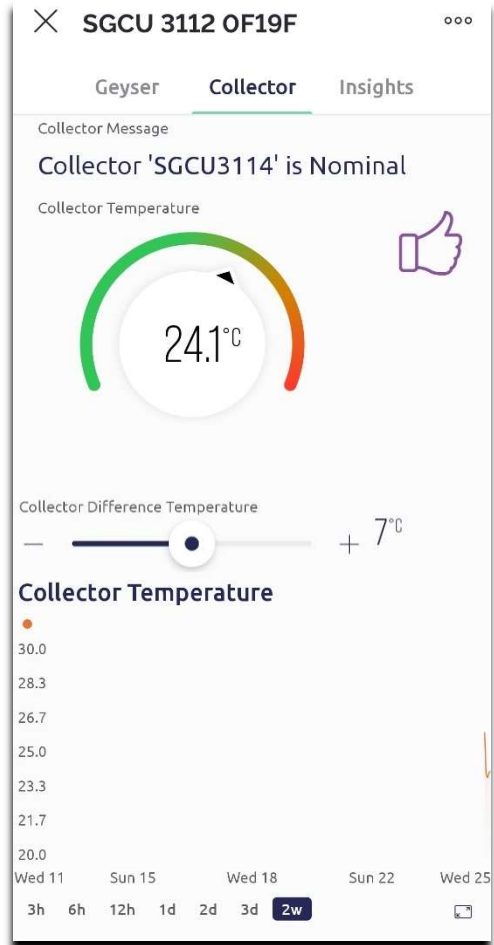 SGCU 3112 0F19F
Geyser Collector Insights
Collector Message
Collector 'SGCU3114' is Nominal
Collector Temperature
24.1°C
Collector Difference Temperature
− + 7°C
Collector Temperature
30.0
28.3
26.7
25.0
23.3
21.7
20.0
Wed 11 Sun 15 Wed 18 Sun 22 Wed 25
3h 6h 12h 1d 2d 3d 2w